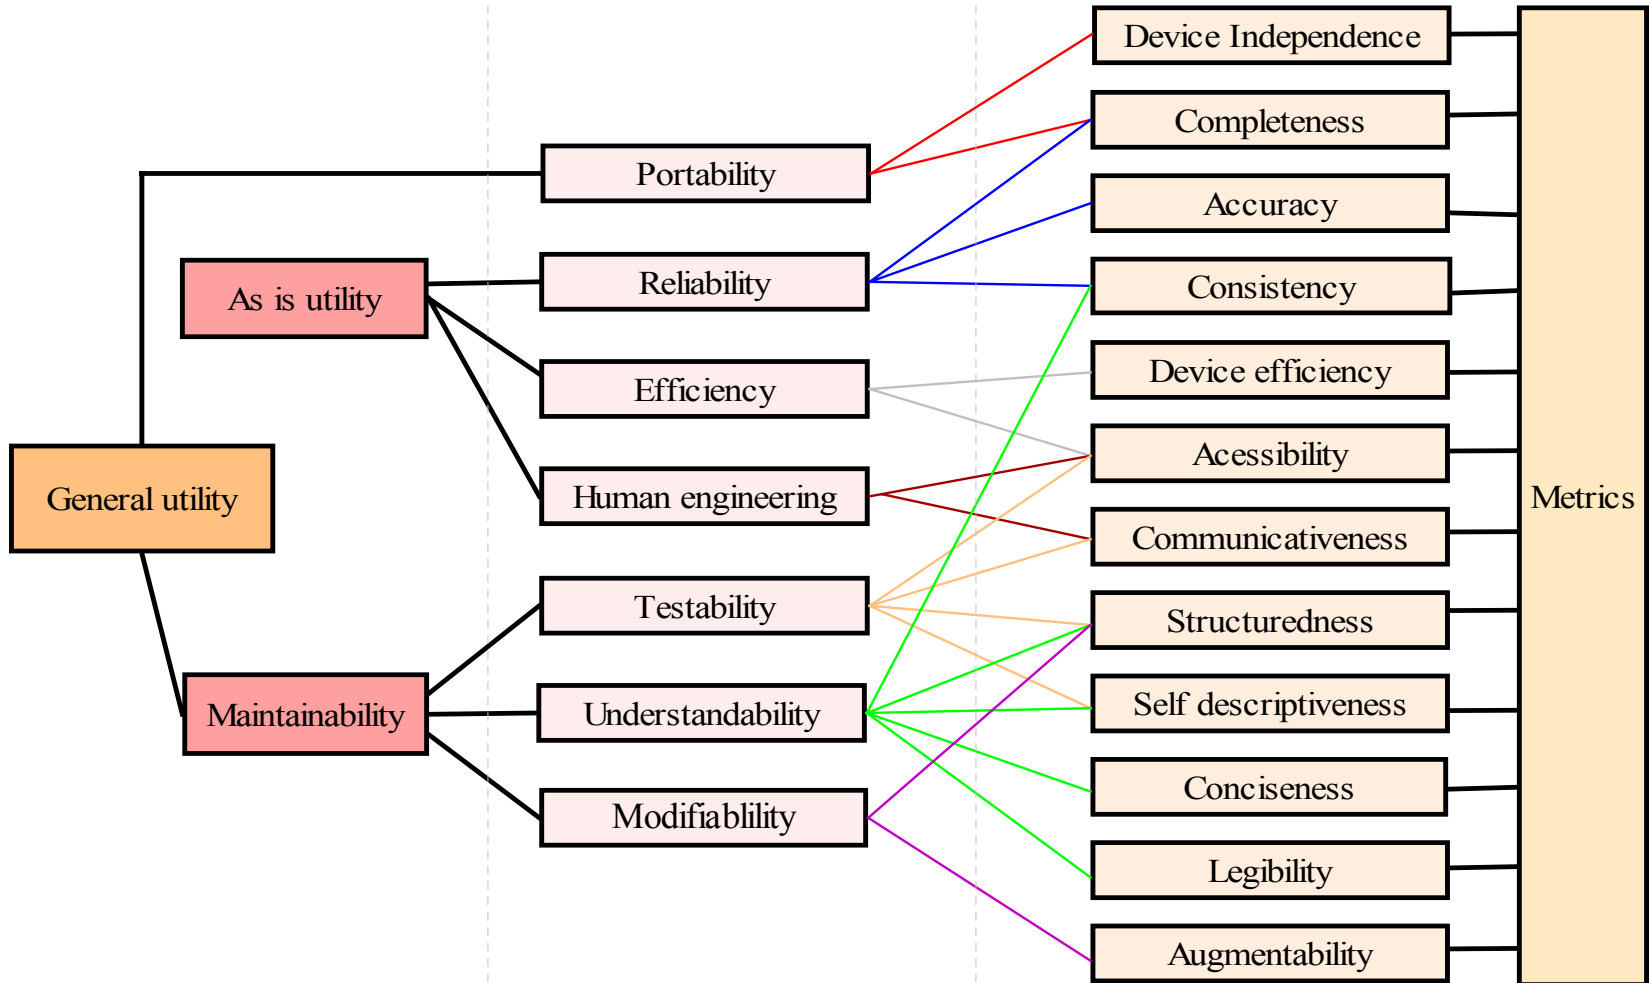 General utility
As is utility
Maintainability
Portability
Reliability
Efficiency
Human engineering
Testability
Understandability
Modifiablility
Device Independence
Completeness
Accuracy
Consistency
Device efficiency
Acessibility
Communicativeness
Structuredness
Self descriptiveness
Conciseness
Legibility
Augmentability
Metrics